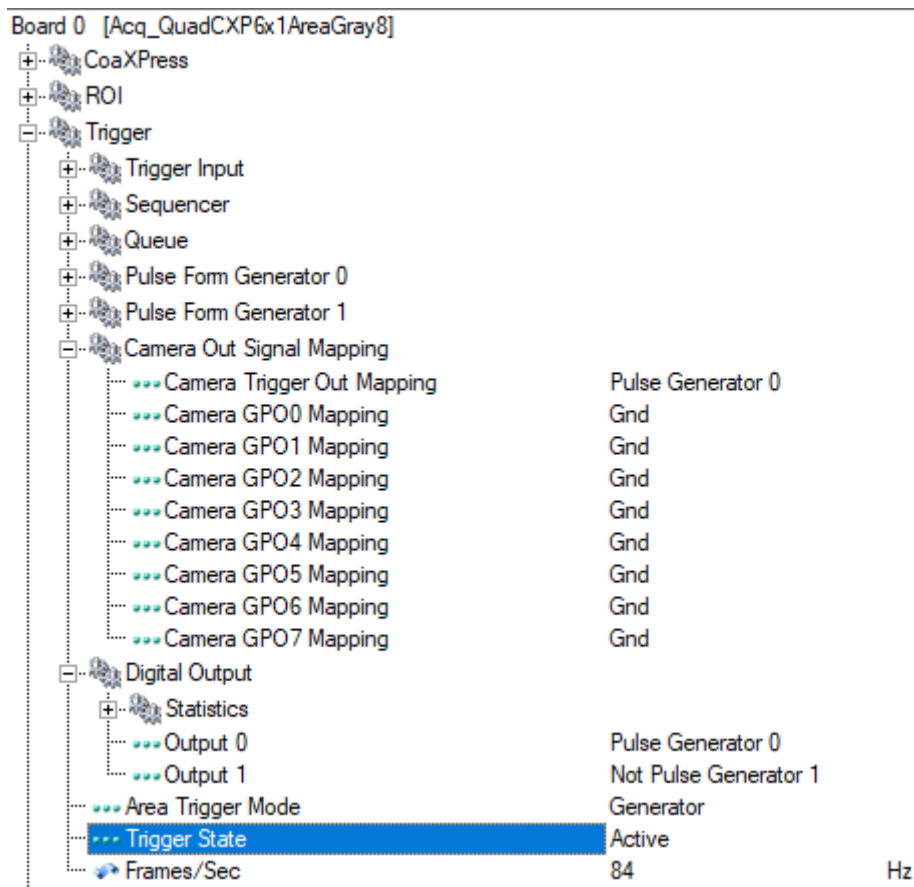 Board 0 [Acq_QuadCXP6x1AreaGray8]
CoaXPress
ROI
Trigger
Trigger Input
Sequencer
Queue
Pulse Form Generator 0
Pulse Form Generator 1
Camera Out Signal Mapping
Camera Trigger Out Mapping Pulse Generator 0
Camera GPO0 Mapping Gnd
Camera GPO1 Mapping Gnd
Camera GPO2 Mapping Gnd
Camera GPO3 Mapping Gnd
Camera GPO4 Mapping Gnd
Camera GPO5 Mapping Gnd
Camera GPO6 Mapping Gnd
Camera GPO7 Mapping Gnd
Digital Output
Statistics
Output 0 Pulse Generator 0
Output 1 Not Pulse Generator 1
Area Trigger Mode Generator
Trigger State Active
Frames/Sec 84 Hz